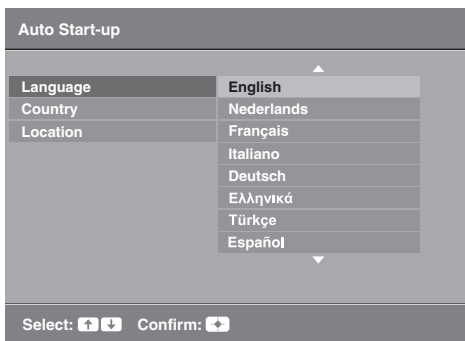 Auto Start-up
Language
Country
Location
English
Nederlands
Français
Italiano
Deutsch
Ελληνικά
Türkçe
Español
Select: Confirm: